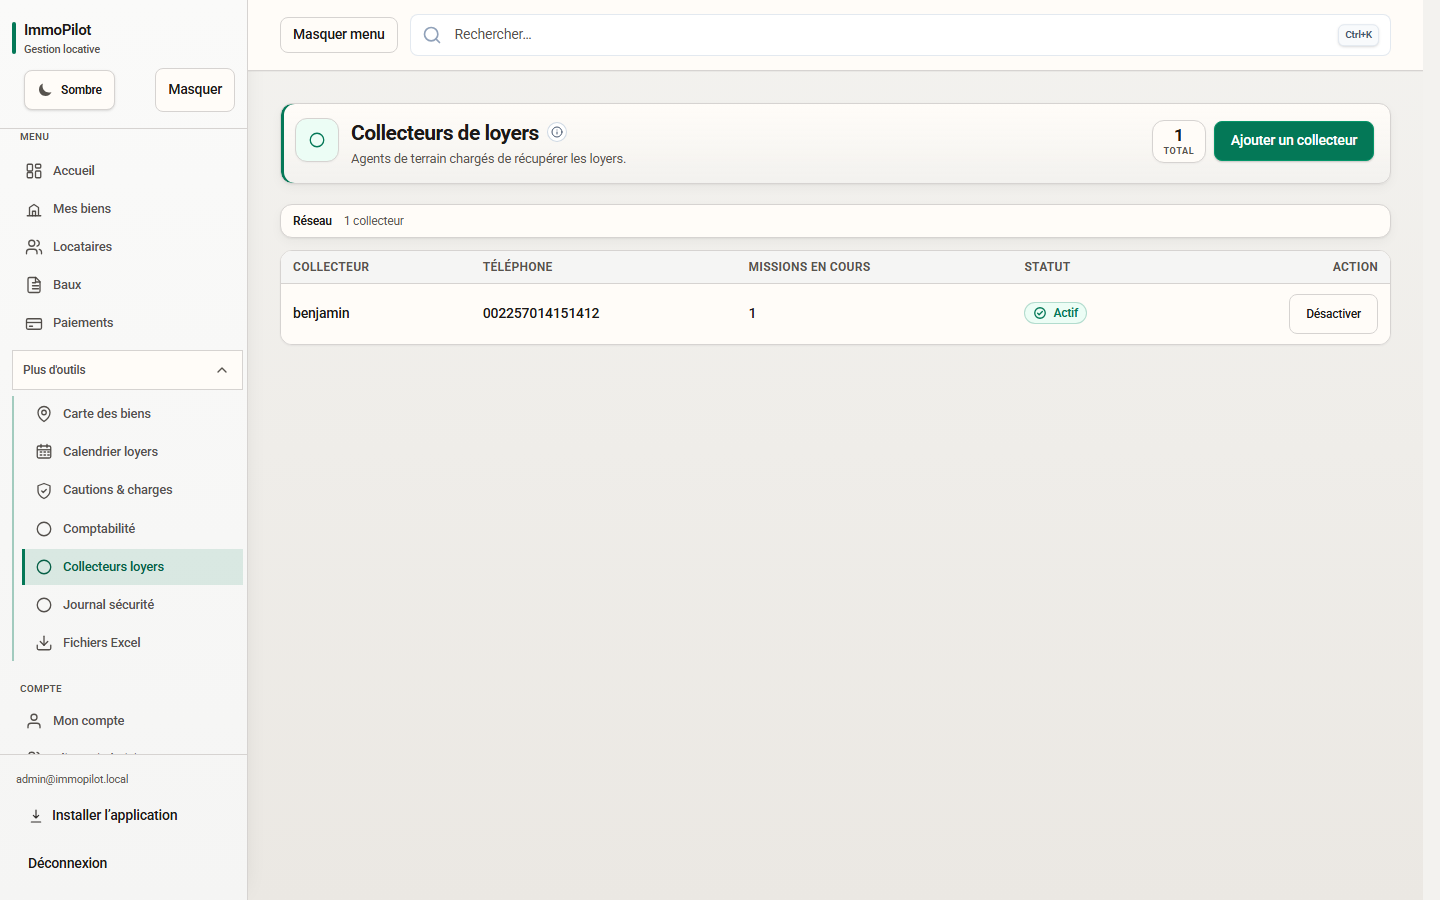 ImmoPilot
Gestion locative
Sombre
Masquer
MENU
Accueil
Mes biens
Locataires
Baux
Paiements
Plus d'outils
Carte des biens
Calendrier loyers
Cautions & charges
Comptabilité
Collecteurs loyers
Journal sécurité
Fichiers Excel
COMPTE
Mon compte
admin@immopilot.local
Installer l’application
Déconnexion
Masquer menu
Rechercher...
Ctrl+K
Collecteurs de loyers
Agents de terrain chargés de récupérer les loyers.
1
TOTAL
Ajouter un collecteur
Réseau 1 collecteur
COLLECTEUR TÉLÉPHONE MISSIONS EN COURS STATUT ACTION
benjamin 002257014151412 1 Actif Désactiver